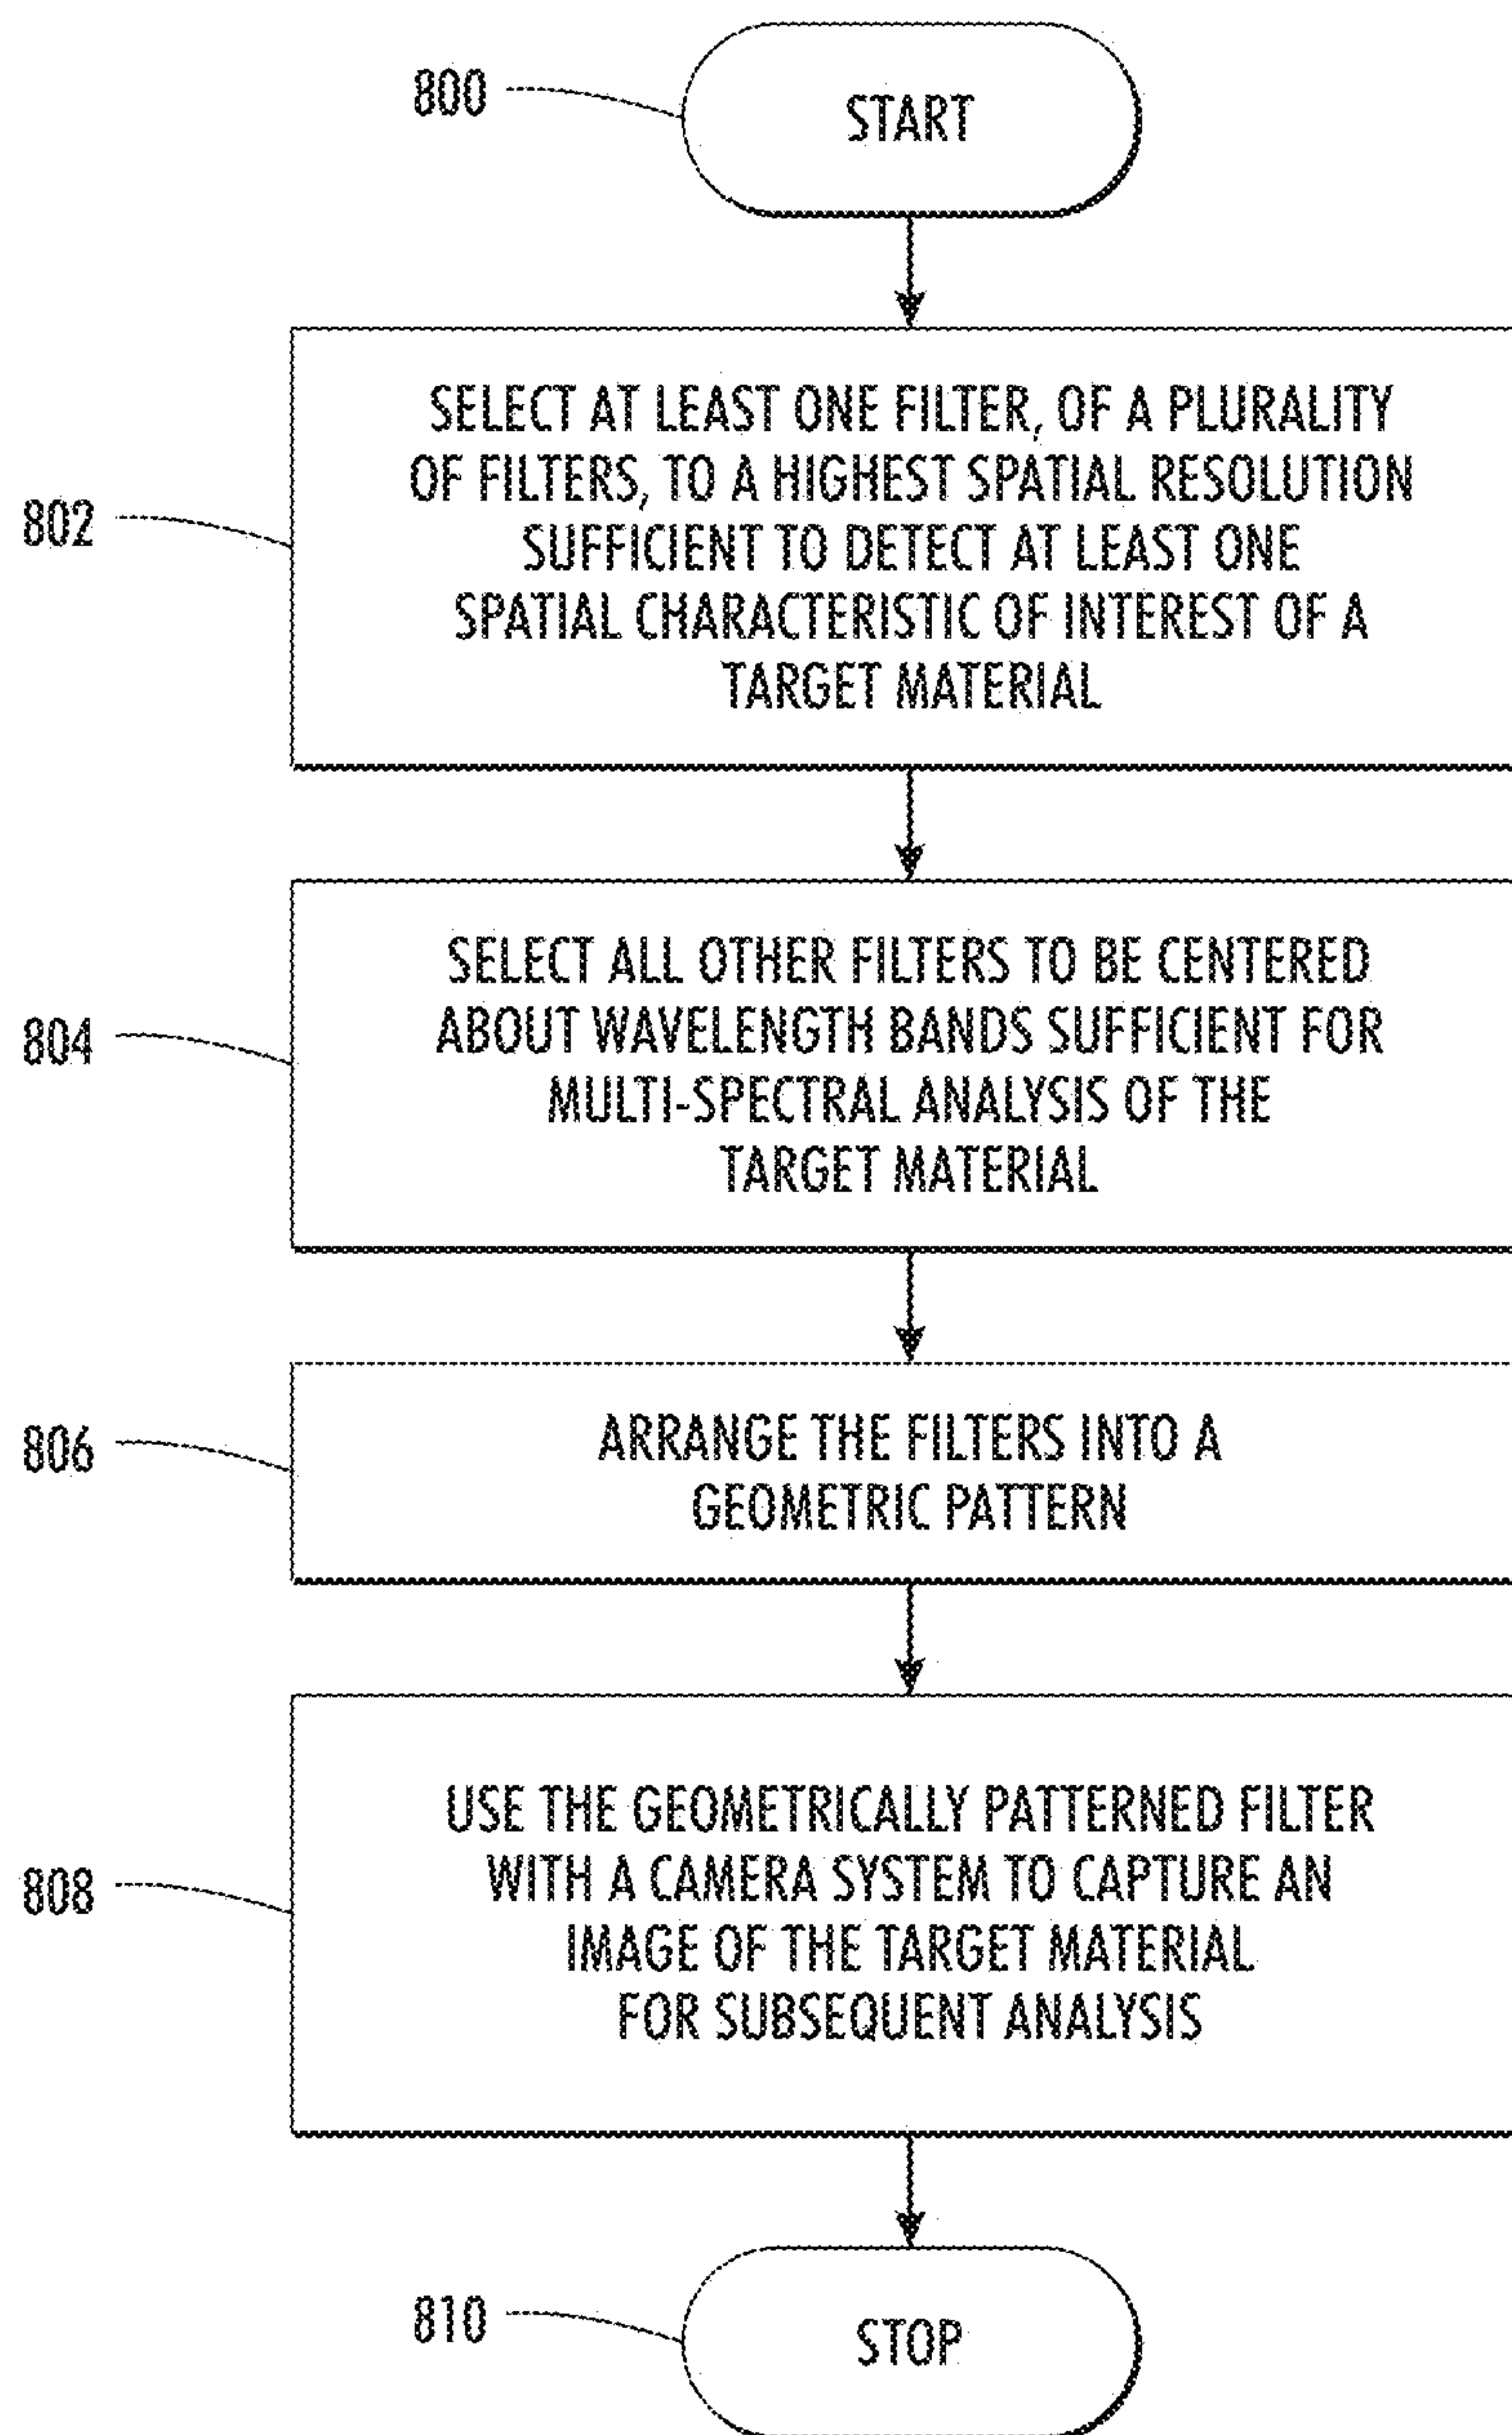 800
START
802
SELECT AT LEAST ONE FILTER, OF A PLURALITY
OF FILTERS, TO A HIGHEST SPATIAL RESOLUTION
SUFFICIENT TO DETECT AT LEAST ONE
SPATIAL CHARACTERISTIC OF INTEREST OF A
TARGET MATERIAL
804
SELECT ALL OTHER FILTERS TO BE CENTERED
ABOUT WAVELENGTH BANDS SUFFICIENT FOR
MULTI-SPECTRAL ANALYSIS OF THE
TARGET MATERIAL
806
ARRANGE THE FILTERS INTO A
GEOMETRIC PATTERN
808
USE THE GEOMETRICALLY PATTERNED FILTER
WITH A CAMERA SYSTEM TO CAPTURE AN
IMAGE OF THE TARGET MATERIAL
FOR SUBSEQUENT ANALYSIS
810
STOP